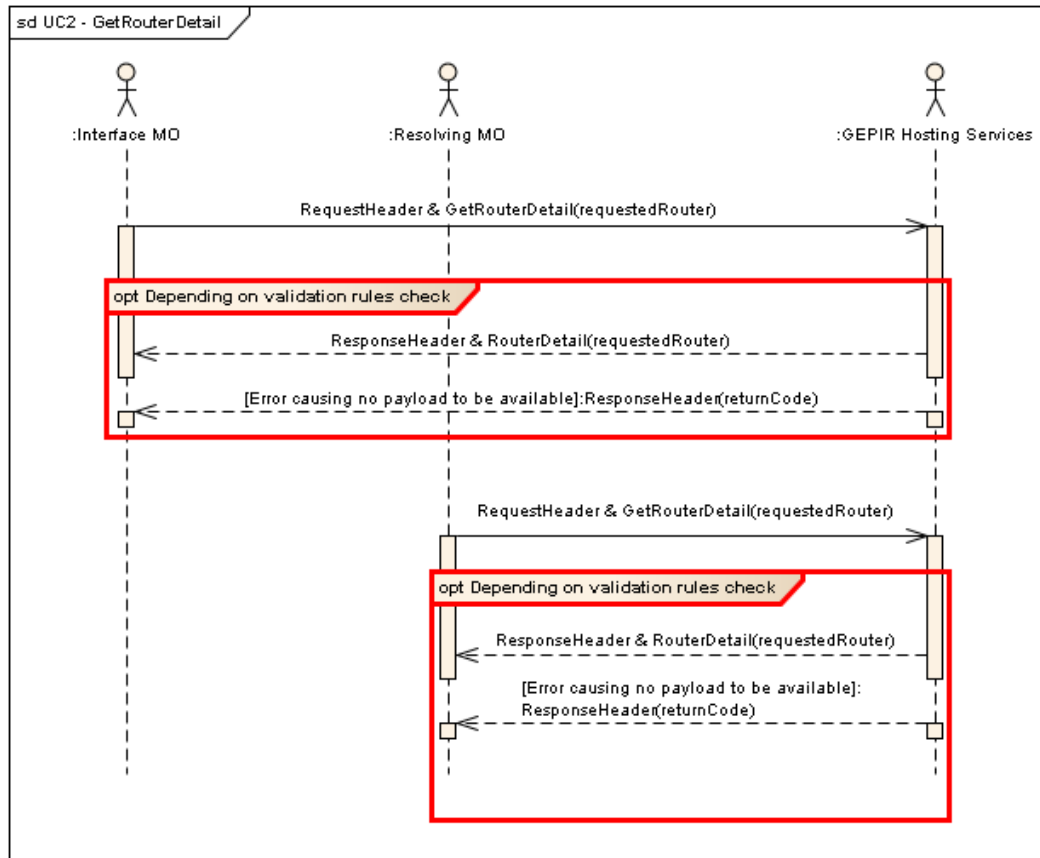 sd UC2 - GetRouterDetail
:Interface MO
:Resolving MO
:GEPIR Hosting Services
RequestHeader & GetRouterDetail(requestedRouter)
opt Depending on validation rules check
ResponseHeader & RouterDetail(requestedRouter)
[Error causing no payload to be available]:ResponseHeader(returnCode)
RequestHeader & GetRouterDetail(requestedRouter)
opt Depending on validation rules check
ResponseHeader & RouterDetail(requestedRouter)
[Error causing no payload to be available]:
ResponseHeader(returnCode)